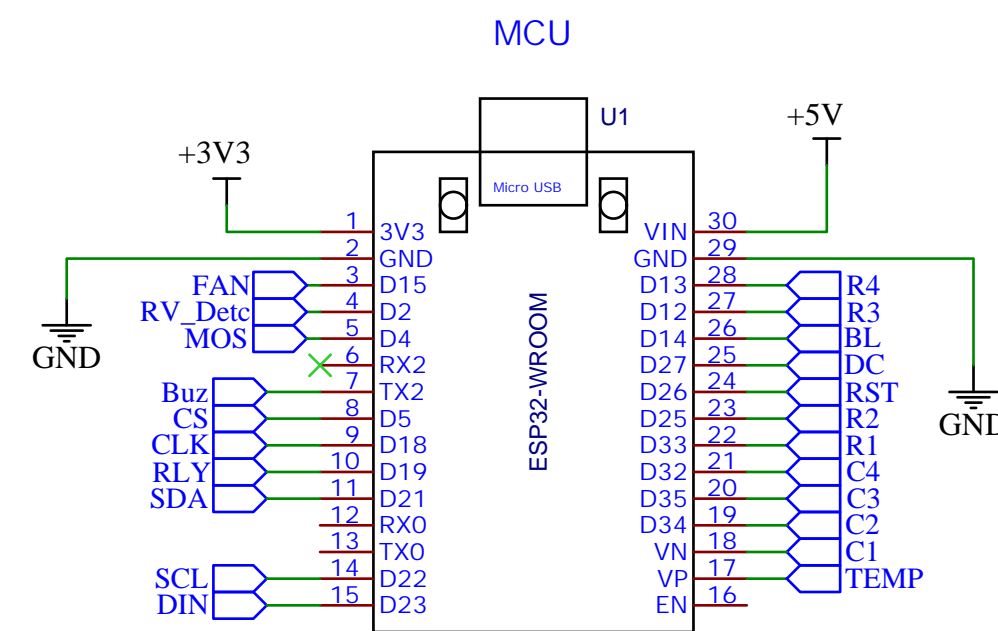 MCU
U1
+5V
+3V3
Micro USB
1 3V3 VIN 30
2 GND GND 29
FAN 3 D15 D13 28 R4
RV_Detc 4 D2 D12 27 R3
MOS 5 D4 D14 26 BL
GND 6 RX2 D27 25 DC
Buz 7 TX2 D26 24 RST
CS 8 D5 D25 23 R2 GND
CLK 9 D18 D33 22 R1
RLY 10 D19 D32 21 C4
SDA 11 D21 D35 20 C3
12 RX0 D34 19 C2
13 TX0 VN 18 C1
SCL 14 D22 VP 17 TEMP
DIN 15 D23 EN 16
ESP32-WROOM